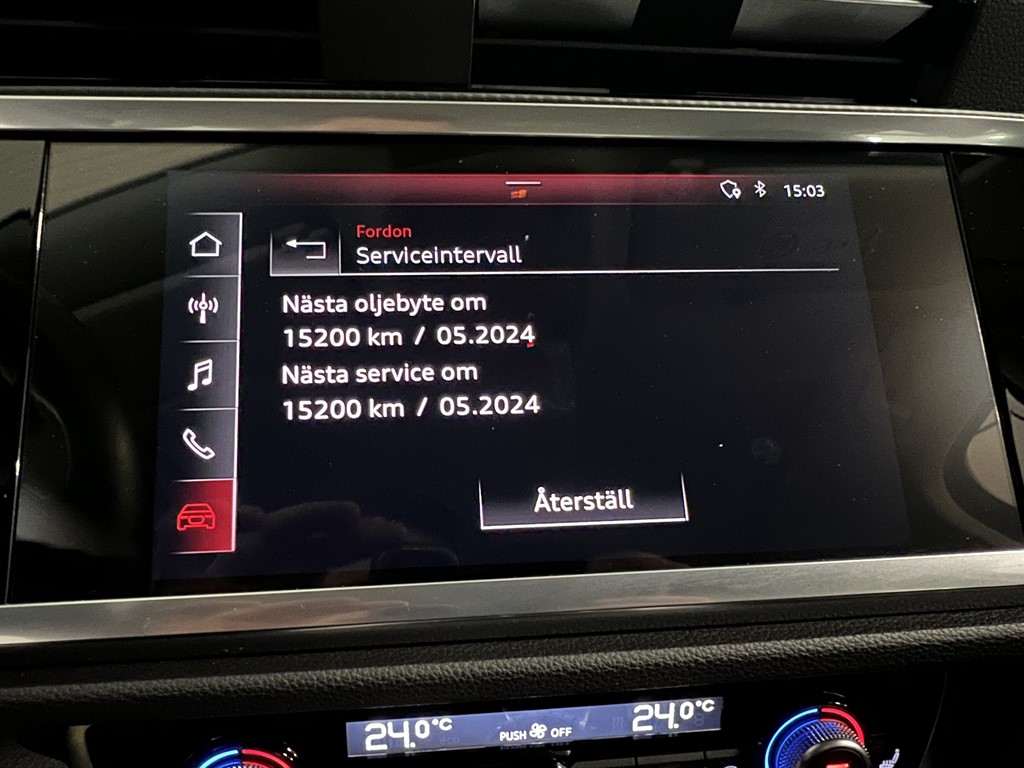 15:03
Fordon
Serviceintervall
Nästa oljebyte om
15200 km / 05.2024
Nästa service om
15200 km / 05.2024
Återställ
24.0°C
PUSH OFF
24.0°C